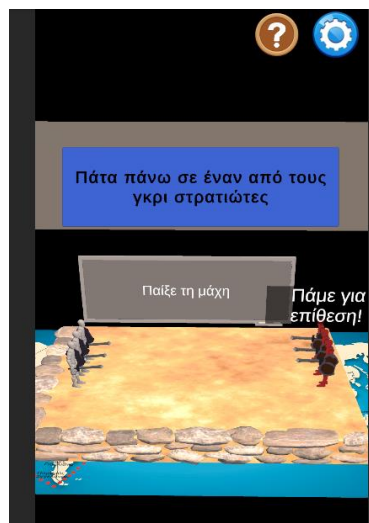 ?
Πάτα πάνω σε έναν από τους
γκρι στρατιώτες
Παίξε τη μάχη
Πάμε για
επίθεση!